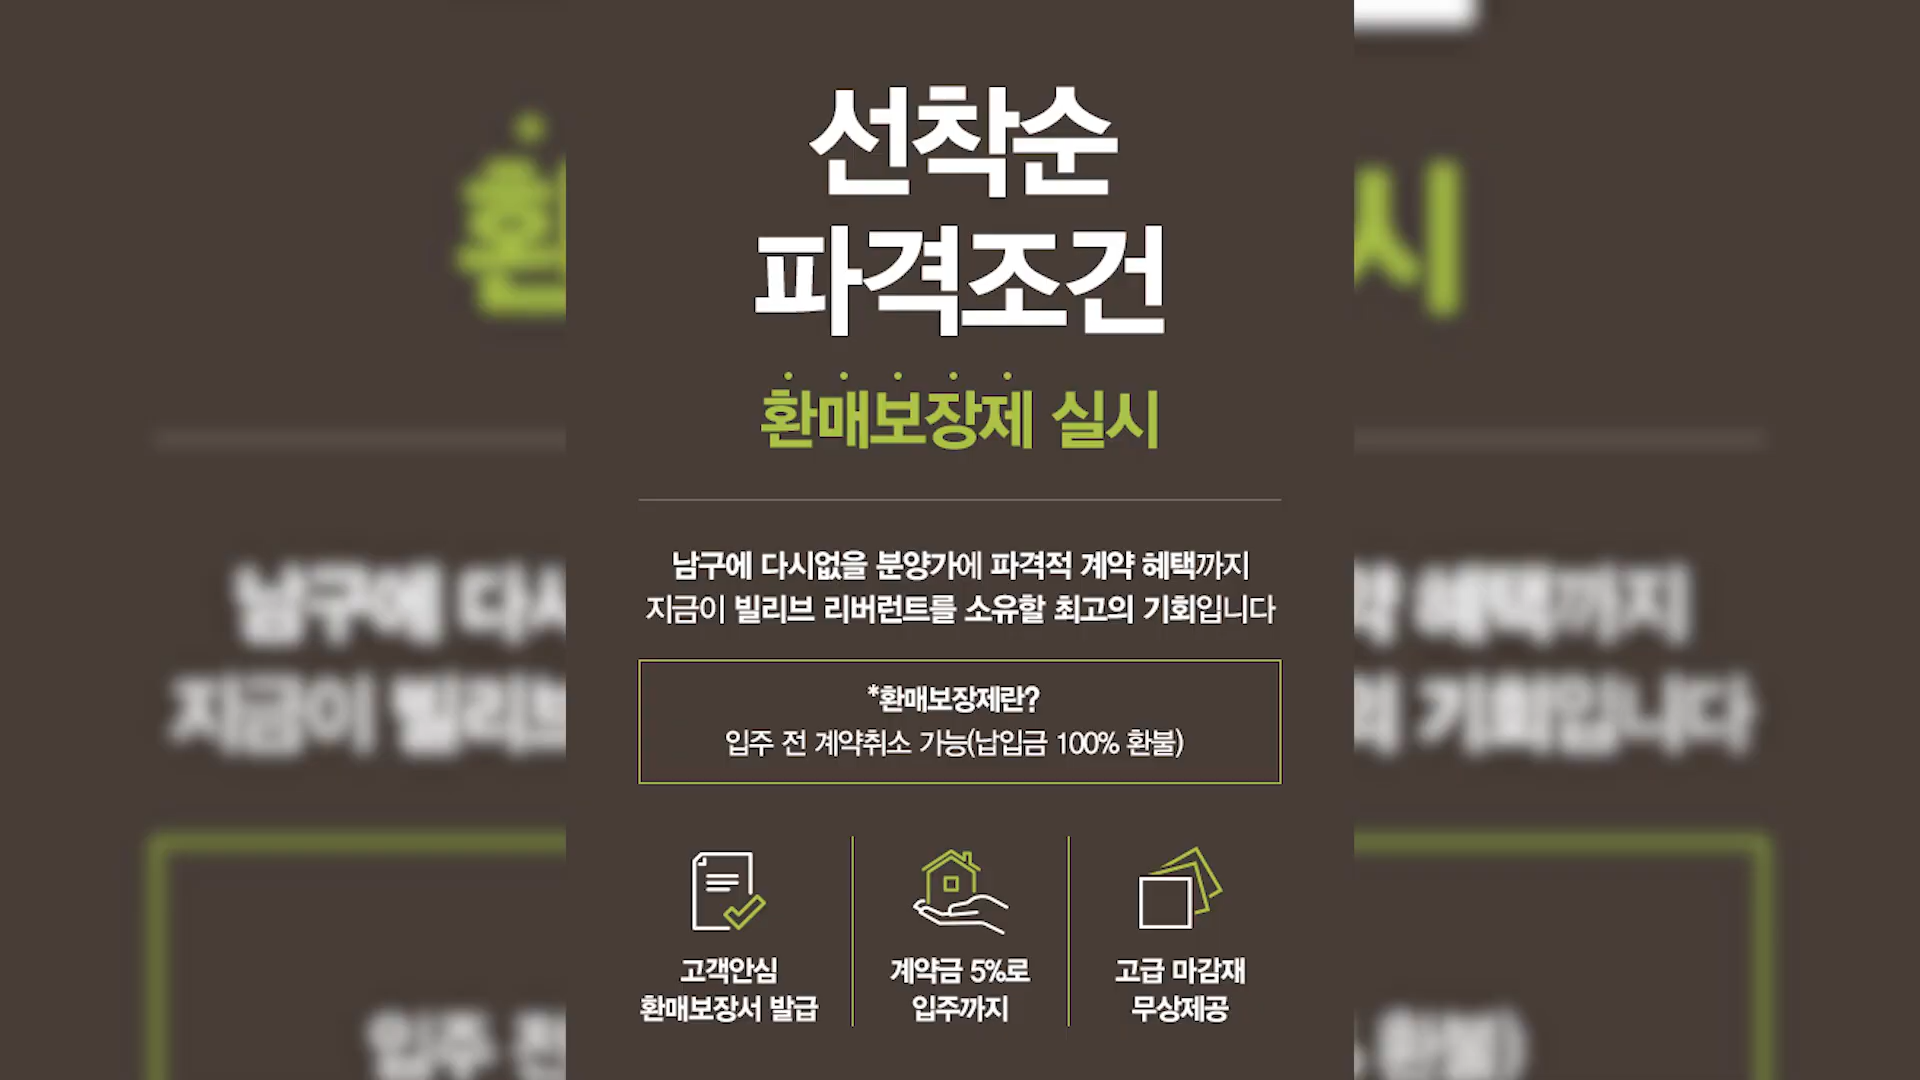 선착순
파격조건
환매보장제 실시
남구에 다시없을 분양가에 파격적 계약 혜택까지
지금이 빌리브 리버런트를 소유할 최고의 기회입니다
*환매보장제란?
입주 전 계약취소 가능(납입금 100% 환불)
고객안심
환매보장서 발급
계약금 5%로
입주까지
고급 마감재
무상제공